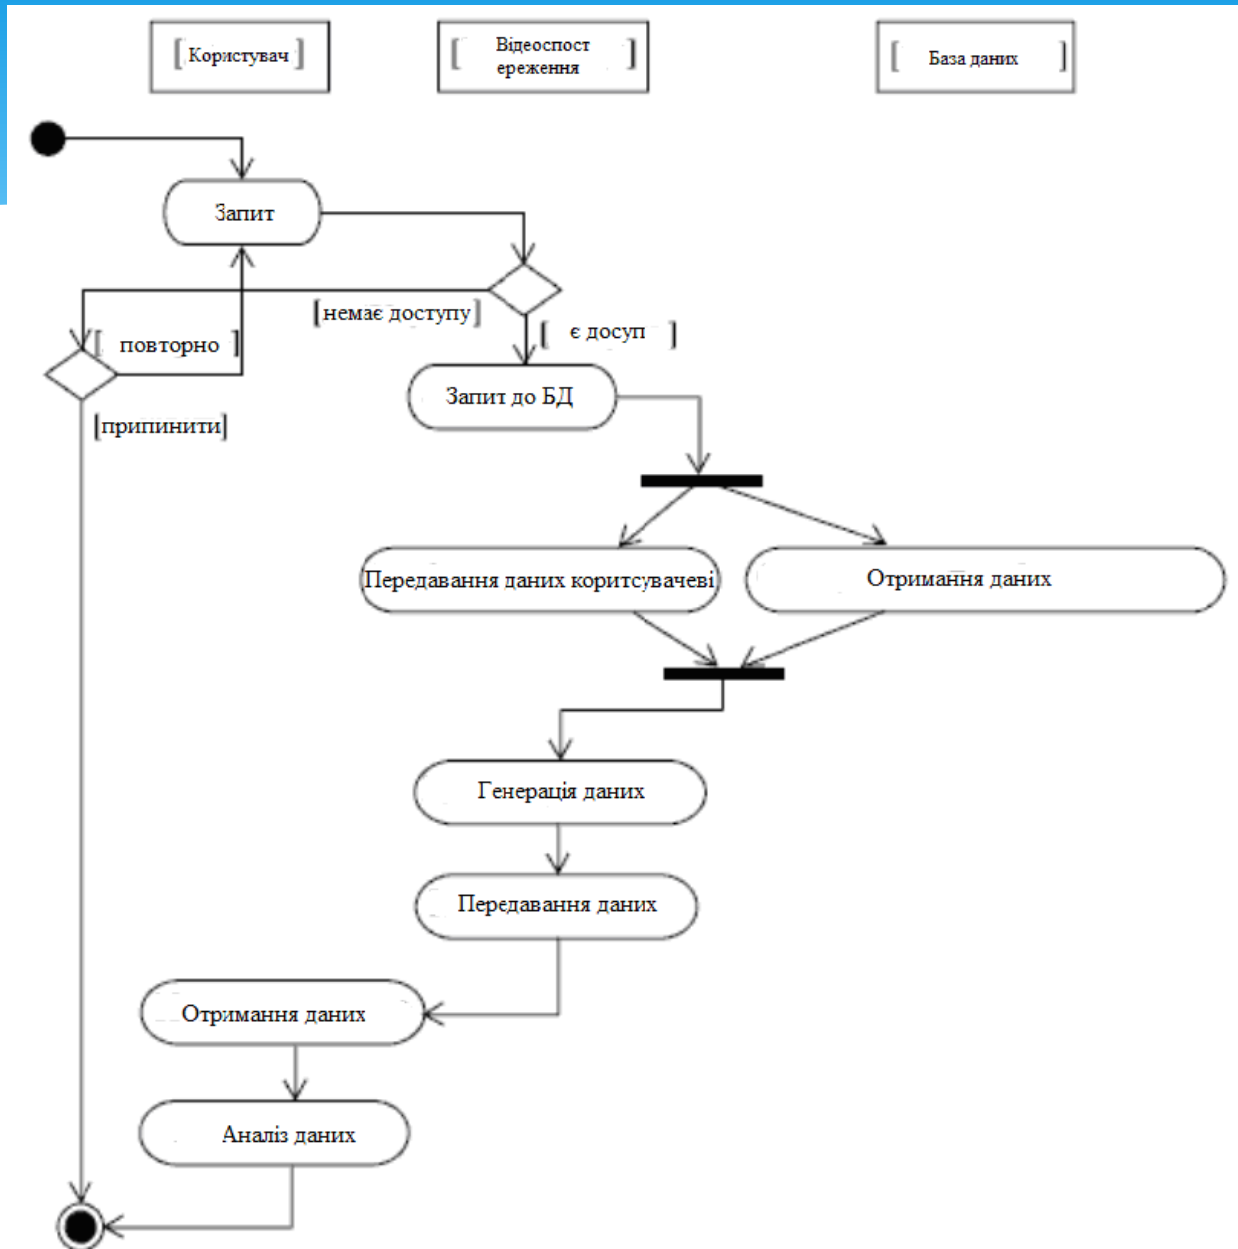 [Користувач]
[Відеоспост
ереження]
[База даних]
Запит
[немає доступу]
[є досуп]
[повторно]
Запит до БД
[припинити]
Передавання даних коритсувачеві
Отримання даних
Генерація даних
Передавання даних
Отримання даних
Аналіз даних